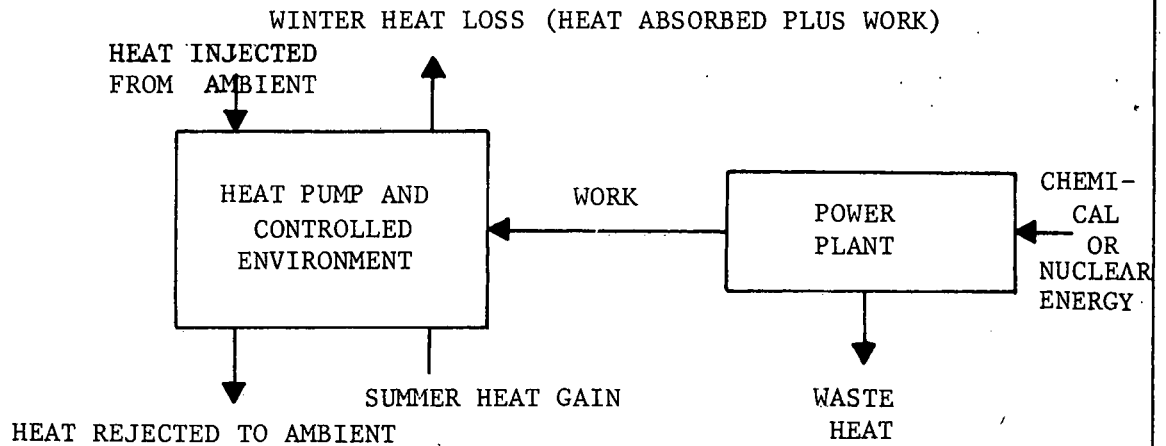 WINTER HEAT LOSS (HEAT ABSORBED PLUS WORK)
HEAT INJECTED
FROM AMBIENT
HEAT PUMP AND
CONTROLLED
ENVIRONMENT
WORK
POWER
PLANT
CHEMI-
CAL
OR
NUCLEAR
ENERGY
SUMMER HEAT GAIN
HEAT REJECTED TO AMBIENT
WASTE
HEAT